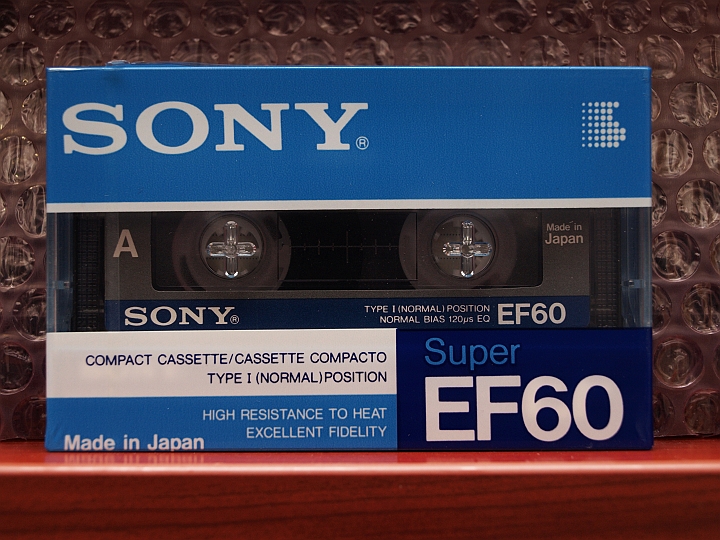 SONY®
A
Made in
Japan
SONY®
TYPE I (NORMAL) POSITION
NORMAL BIAS 120μs EQ
EF60
COMPACT CASSETTE/CASSETTE COMPACTO
TYPE I (NORMAL) POSITION
HIGH RESISTANCE TO HEAT
EXCELLENT FIDELITY
Made in Japan
Super
EF60